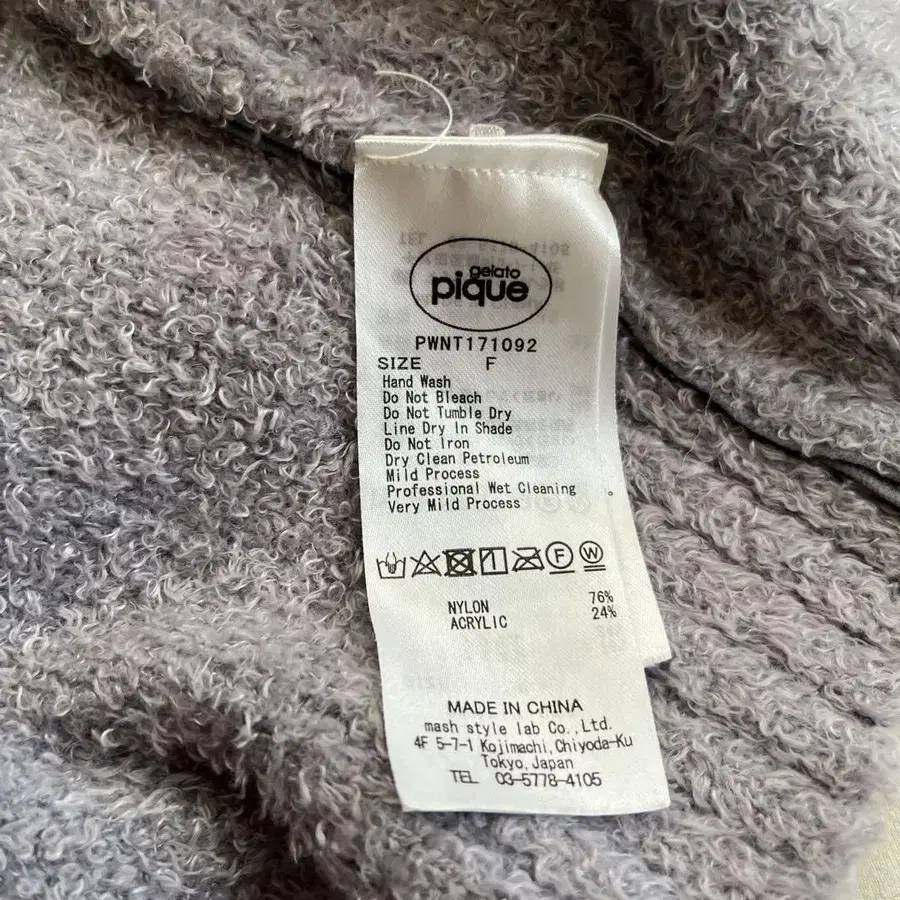 gelato
pique
PWNT171092
SIZE F
Hand Wash
Do Not Bleach
Do Not Tumble Dry
Line Dry In Shade
Do Not Iron
Dry Clean Petroleum
Mild Process
Professional Wet Cleaning
Very Mild Process
F W
NYLON 76%
ACRYLIC 24%
MADE IN CHINA
mash style lab Co.,Ltd.
4F 5-7-1 Kojimachi,Chiyoda-Ku
Tokyo,Japan
TEL 03-5778-4105